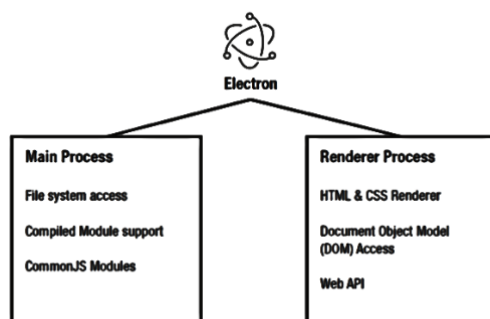 Electron
Main Process
File system access
Compiled Module support
CommonJS Modules
Renderer Process
HTML & CSS Renderer
Document Object Model
(DOM) Access
Web API